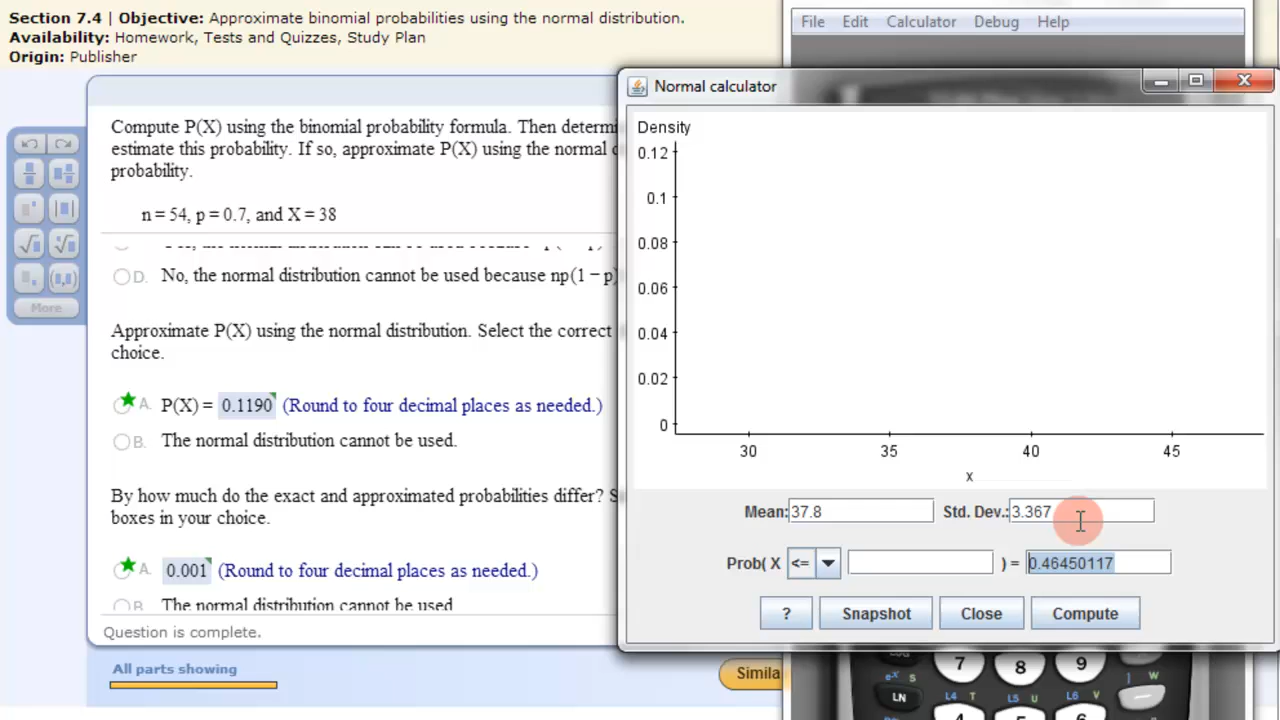 Section 7.4 | Objective: Approximate binomial probabilities using the normal distribution.
Availability: Homework, Tests and Quizzes, Study Plan
Origin: Publisher
File Edit Calculator Debug Help
More
Compute P(X) using the binomial probability formula. Then determi
estimate this probability. If so, approximate P(X) using the normal
probability.
n = 54, p = 0.7, and X = 38
D. No, the normal distribution cannot be used because np(1 − p)
Approximate P(X) using the normal distribution. Select the correct
choice.
A. P(X) = 0.1190 (Round to four decimal places as needed.)
B. The normal distribution cannot be used.
By how much do the exact and approximated probabilities differ? S
boxes in your choice.
A. 0.001 (Round to four decimal places as needed.)
B. The normal distribution cannot be used
Question is complete.
All parts showing
Simila
Normal calculator
Density
0.12
0.1
0.08
0.06
0.04
0.02
0
30 35 40 45
x
Mean: 37.8 Std. Dev.: 3.367
Prob( X <= ) = 0.46450117
? Snapshot Close Compute
7 8 9
e^x S
LN
L4 T L5 U L6 V
] W
4 5 6